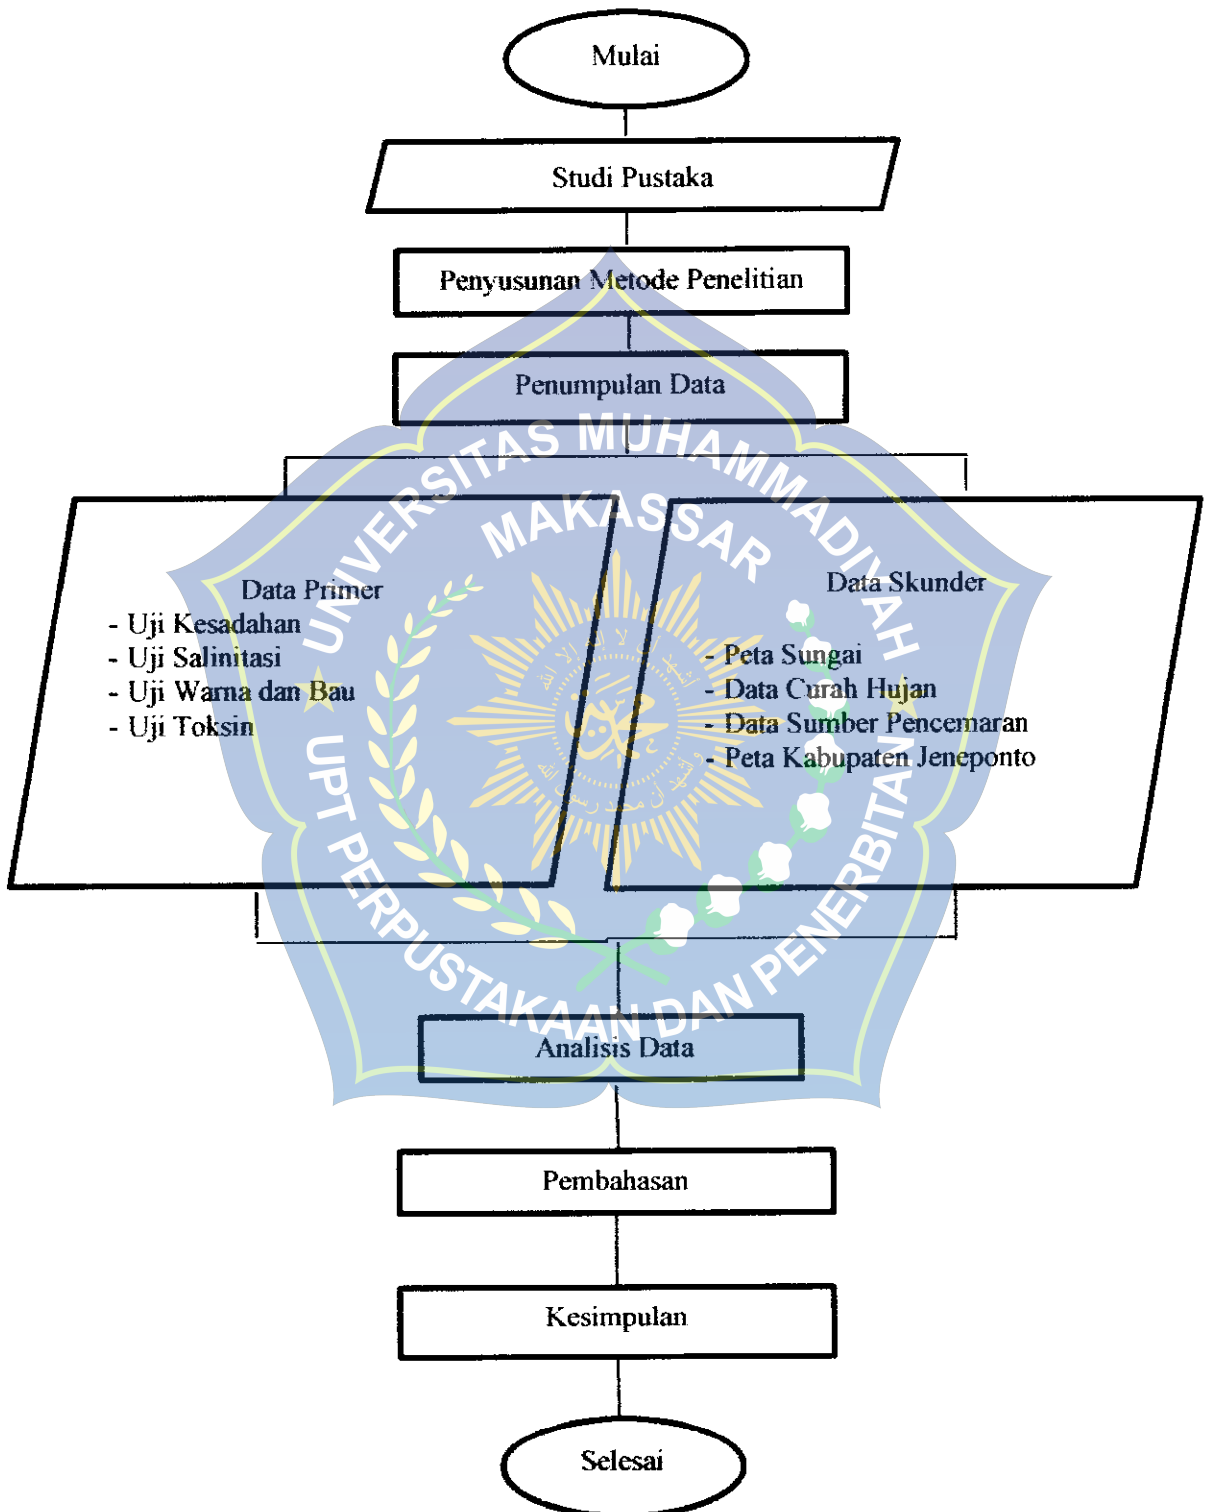 Mulai
Studi Pustaka
Penyusunan Metode Penelitian
Penumpulan Data
UNIVERSITAS MUHAMMADIYAH
MAKASSAR
Data Primer
- Uji Kesadahan
- Uji Salinitasi
- Uji Warna dan Bau
- Uji Toksin
Data Skunder
- Peta Sungai
- Data Curah Hujan
- Data Sumber Pencemaran
- Peta Kabupaten Jeneponto
UPT PERPUSTAKAAN DAN PENERBITAN
Analisis Data
Pembahasan
Kesimpulan
Selesai